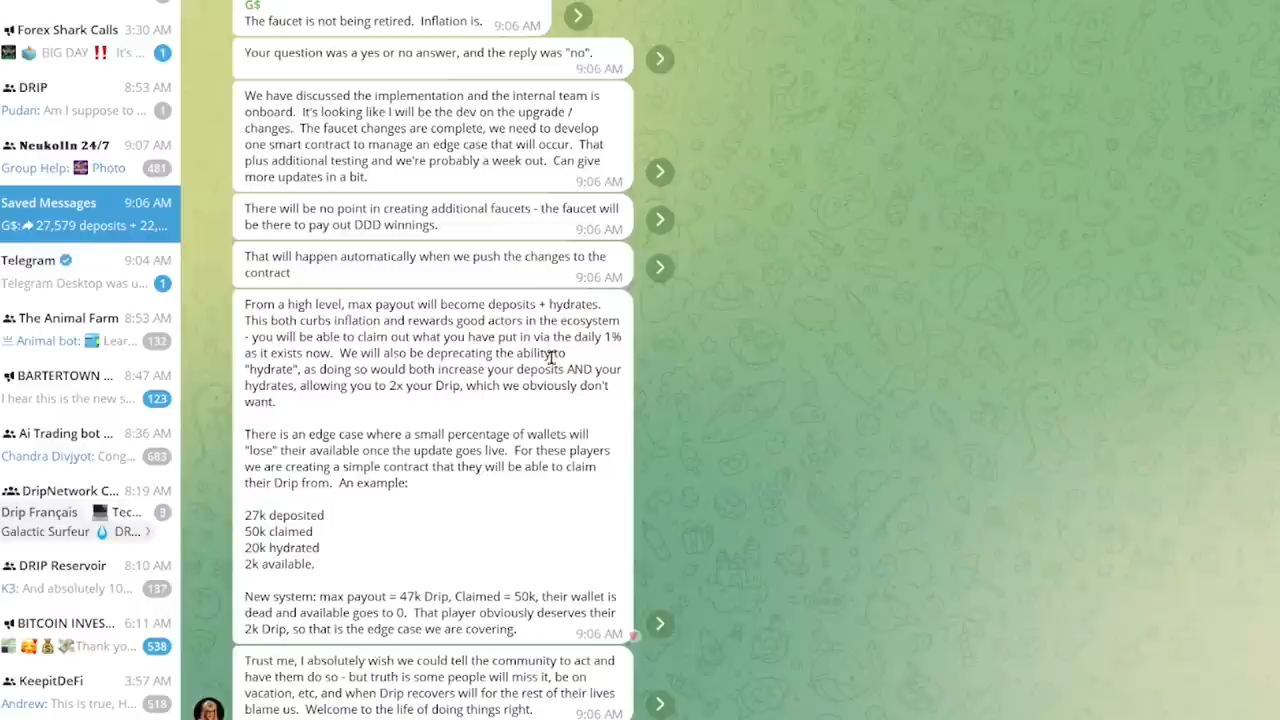 Forex Shark Calls 3:30 AM
BIG DAY ‼️ It's ... 1
DRIP 8:53 AM
Pudan: Am I suppose to ... 1
Neukolln 24/7 9:07 AM
Group Help: Photo 481
Saved Messages 9:06 AM
G$: 27,579 deposits + 22,...
Telegram 9:04 AM
Telegram Desktop was u... 1
The Animal Farm 8:53 AM
Animal bot: Lear... 132
BARTERTOWN ... 8:47 AM
I hear this is the new s... 123
Ai Trading bot ... 8:36 AM
Chandra Divjyot: Cong... 683
DripNetwork C... 8:19 AM
Drip Français Tec... 3
Galactic Surfeur 💧 DR...
DRIP Reservoir 8:10 AM
K3: And absolutely 10... 137
BITCOIN INVES... 6:11 AM
Thank yo... 538
KeepitDeFi 3:57 AM
Andrew: This is true, H... 518
G$
The faucet is not being retired. Inflation is. 9:06 AM
Your question was a yes or no answer, and the reply was "no".
9:06 AM
We have discussed the implementation and the internal team is
onboard. It's looking like I will be the dev on the upgrade /
changes. The faucet changes are complete, we need to develop
one smart contract to manage an edge case that will occur. That
plus additional testing and we're probably a week out. Can give
more updates in a bit. 9:06 AM
There will be no point in creating additional faucets - the faucet will
be there to pay out DDD winnings. 9:06 AM
That will happen automatically when we push the changes to the
contract 9:06 AM
From a high level, max payout will become deposits + hydrates.
This both curbs inflation and rewards good actors in the ecosystem
- you will be able to claim out what you have put in via the daily 1%
as it exists now. We will also be deprecating the ability to
"hydrate", as doing so would both increase your deposits AND your
hydrates, allowing you to 2x your Drip, which we obviously don't
want.
There is an edge case where a small percentage of wallets will
"lose" their available once the update goes live. For these players
we are creating a simple contract that they will be able to claim
their Drip from. An example:
27k deposited
50k claimed
20k hydrated
2k available.
New system: max payout = 47k Drip, Claimed = 50k, their wallet is
dead and available goes to 0. That player obviously deserves their
2k Drip, so that is the edge case we are covering. 9:06 AM
Trust me, I absolutely wish we could tell the community to act and
have them do so - but truth is some people will miss it, be on
vacation, etc, and when Drip recovers will for the rest of their lives
blame us. Welcome to the life of doing things right. 9:06 AM